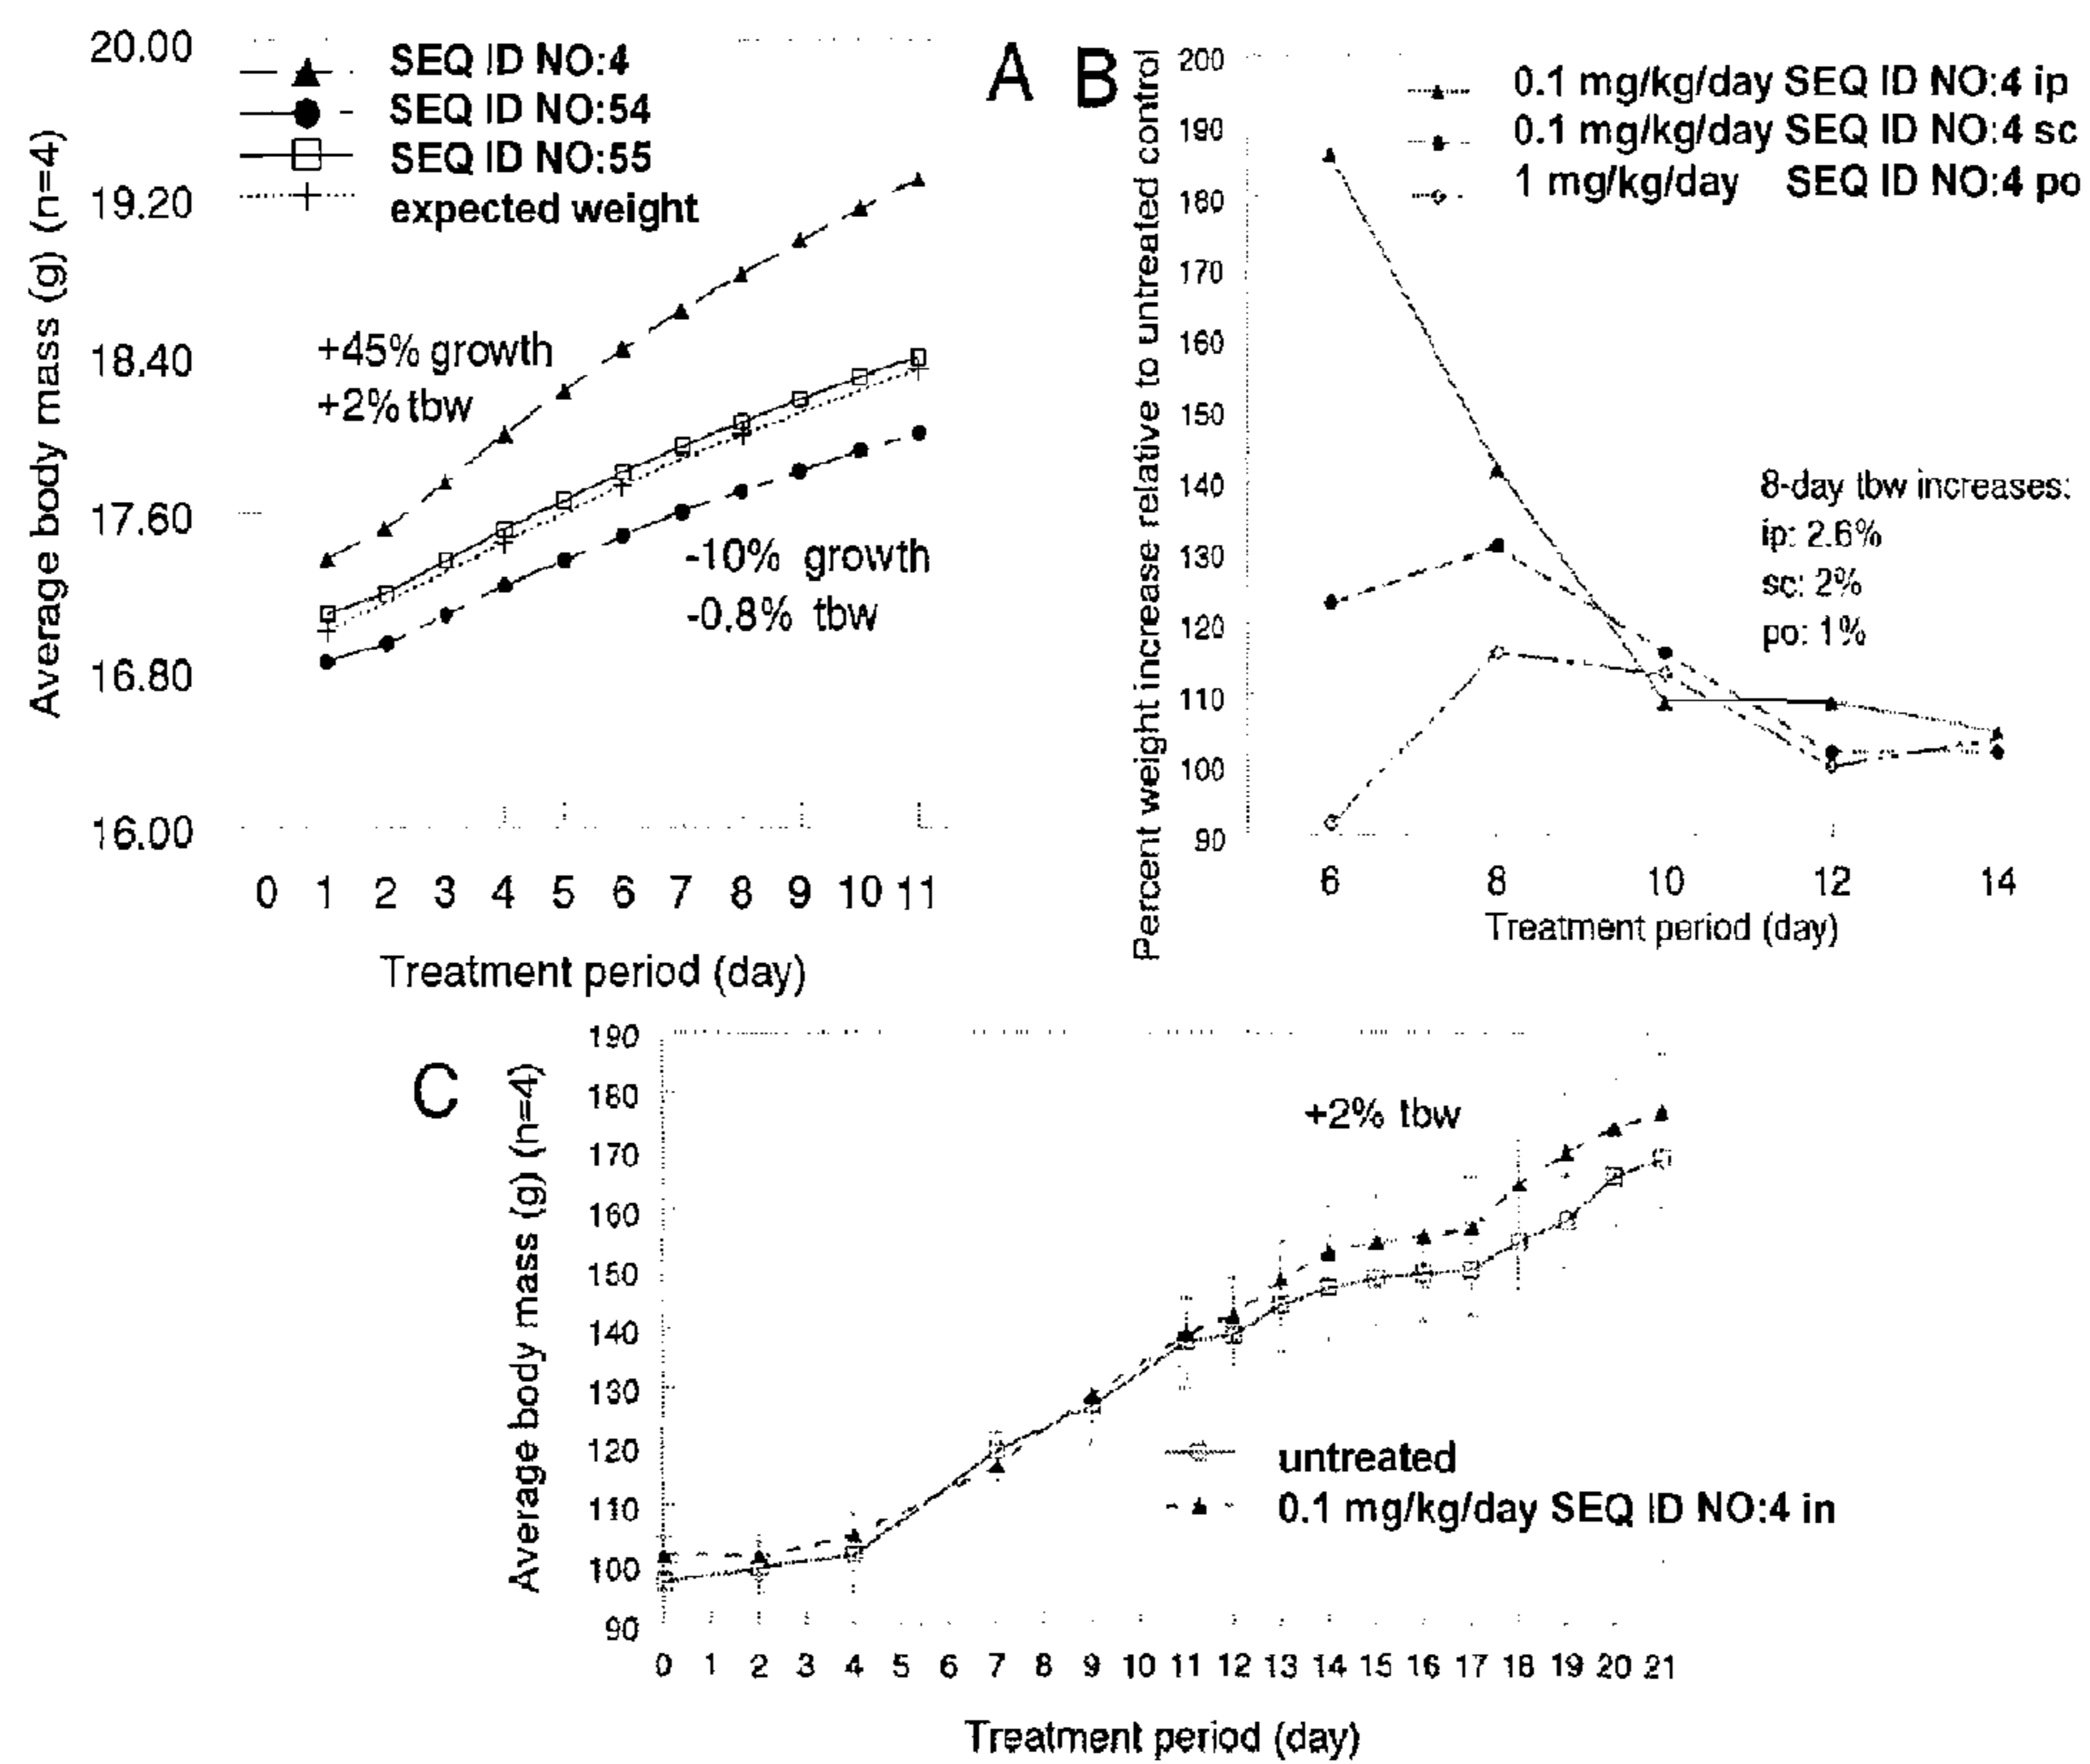 A
Average body mass (g) (n=4)
20.00
19.20
18.40
17.60
16.80
16.00
SEQ ID NO:4
SEQ ID NO:54
SEQ ID NO:55
expected weight
+45% growth
+2% tbw
-10% growth
-0.8% tbw
0 1 2 3 4 5 6 7 8 9 10 11
Treatment period (day)
B
Percent weight increase relative to untreated control
200
190
180
170
160
150
140
130
120
110
100
90
0.1 mg/kg/day SEQ ID NO:4 ip
0.1 mg/kg/day SEQ ID NO:4 sc
1 mg/kg/day SEQ ID NO:4 po
8-day tbw increases:
ip: 2.6%
sc: 2%
po: 1%
6 8 10 12 14
Treatment period (day)
C
Average body mass (g) (n=4)
190
180
170
160
150
140
130
120
110
100
90
+2% tbw
untreated
0.1 mg/kg/day SEQ ID NO:4 in
0 1 2 3 4 5 6 7 8 9 10 11 12 13 14 15 16 17 18 19 20 21
Treatment period (day)